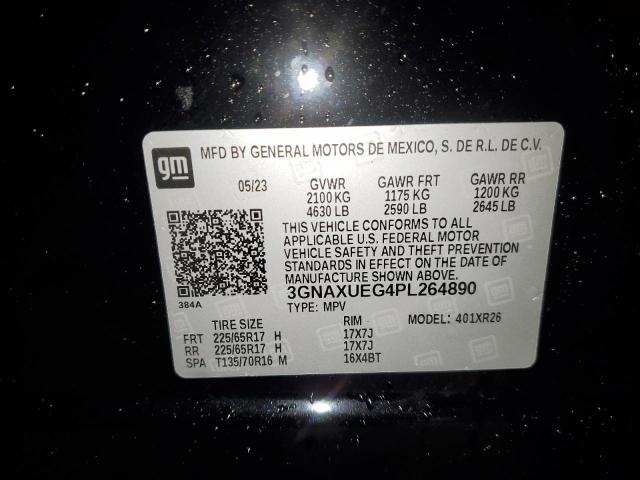 gm MFD BY GENERAL MOTORS DE MEXICO, S. DE R.L. DE C.V.
05/23 GVWR GAWR FRT GAWR RR
2100 KG 1175 KG 1200 KG
4630 LB 2590 LB 2645 LB
THIS VEHICLE CONFORMS TO ALL
APPLICABLE U.S. FEDERAL MOTOR
VEHICLE SAFETY AND THEFT PREVENTION
STANDARDS IN EFFECT ON THE DATE OF
MANUFACTURE SHOWN ABOVE.
3GNAXUEG4PL264890
384A TYPE: MPV
TIRE SIZE RIM MODEL: 401XR26
FRT 225/65R17 H 17X7J
RR 225/65R17 H 17X7J
SPA T135/70R16 M 16X4BT